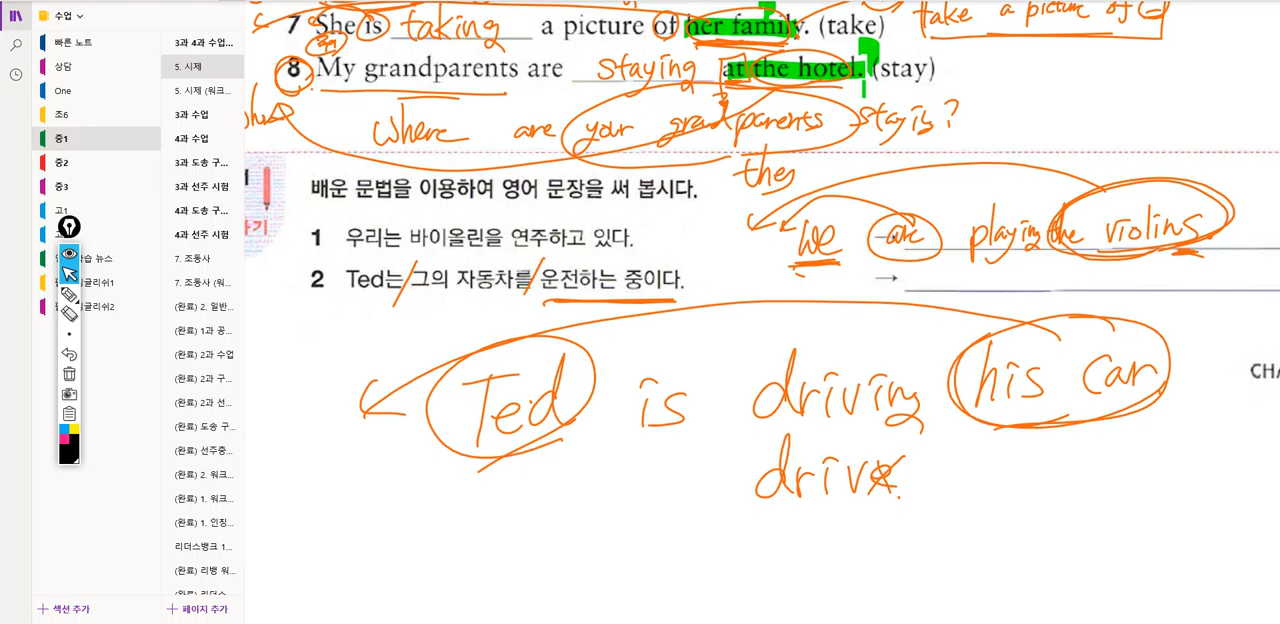 수업
빠른 노트
상담
One
초6
중1
중2
중3
고1
습 뉴스
글리쉬1
글리쉬2
섹션 추가
3과 4과 수업...
5. 시제
5. 시제 (워크...
3과 수업
4과 수업
3과 도송 구...
3과 선주 시험
4과 도송 구...
4과 선주 시험
7. 조동사
7. 조동사 (워...
(완료) 2. 일반...
(완료) 1과 공...
(완료) 2과 수업
(완료) 2과 구...
(완료) 2과 선...
(완료) 도송 구...
(완료) 선주중...
(완료) 2. 워크...
(완료) 1. 워크...
(완료) 1. 인칭...
리더스뱅크 1...
(완료) 리뱅 워...
페이지 추가
take a picture of
7 She is taking a picture of her family. (take)
8 My grandparents are staying at the hotel. (stay)
where are your grandparents
배운 문법을 이용하여 영어 문장을 써 봅시다.
1 우리는 바이올린을 연주하고 있다.
we are playing the violins
2 Ted는 그의 자동차를 운전하는 중이다. →
Ted is driving his car
CHA